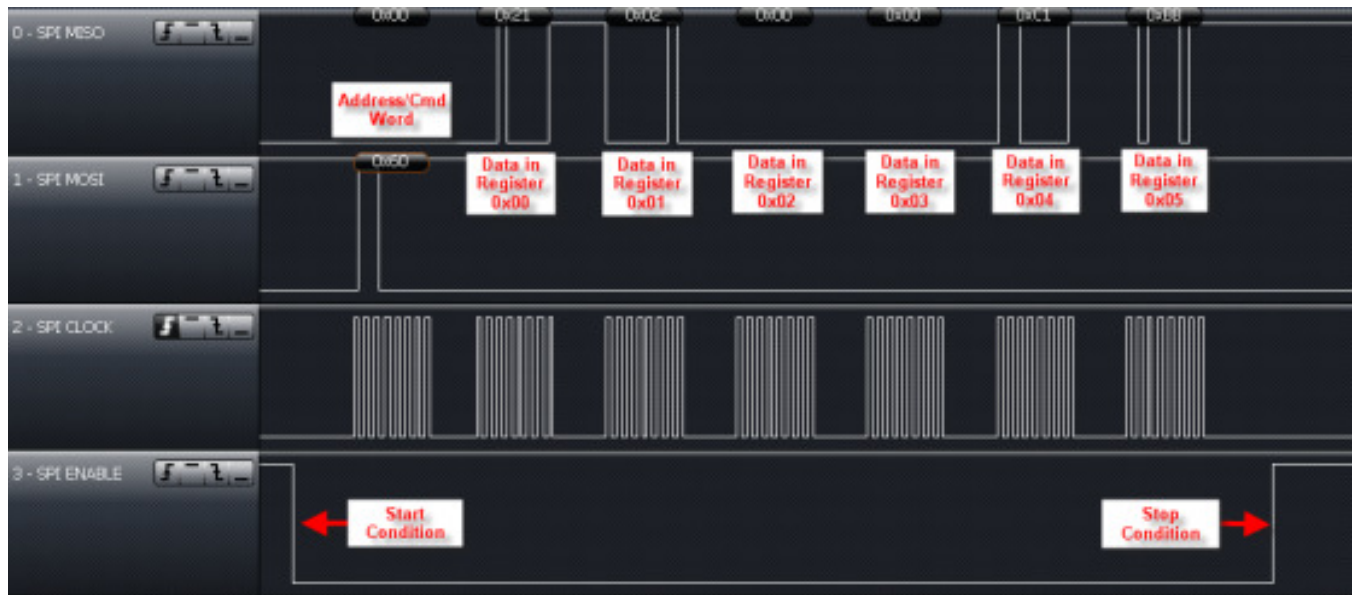 0x00 0x21 0x02 0x00 0x00 0xC1 0xBB
0 - SPI MISO
Address/Cmd
Word
0x60
1 - SPI MOSI
Data in
Register
0x00
Data in
Register
0x01
Data in
Register
0x02
Data in
Register
0x03
Data in
Register
0x04
Data in
Register
0x05
2 - SPI CLOCK
3 - SPI ENABLE
Start
Condition
Stop
Condition